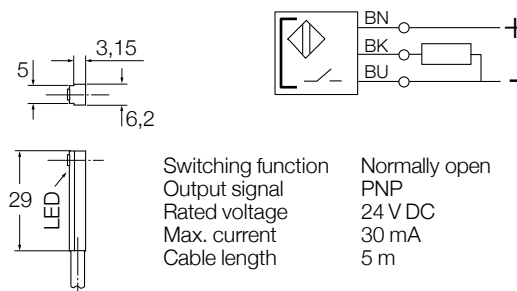 3,15
5
6,2
BN
+
BK
BU
-
29
LED
Switching function Normally open
Output signal PNP
Rated voltage 24 V DC
Max. current 30 mA
Cable length 5 m